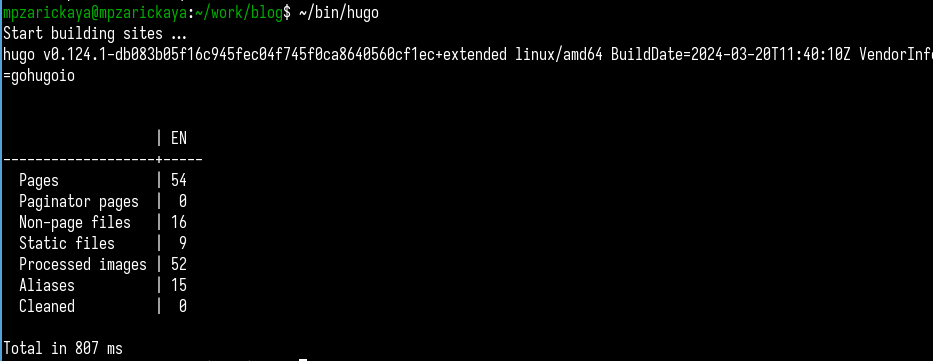 mpzarickaya@mpzarickaya:~/work/blog$ ~/bin/hugo
Start building sites …
hugo v0.124.1-db083b05f16c945fec04f745f0ca8640560cf1ec+extended linux/amd64 BuildDate=2024-03-20T11:40:10Z VendorInfo
=gohugoio
| EN
-------------------+-----
Pages | 54
Paginator pages | 0
Non-page files | 16
Static files | 9
Processed images | 52
Aliases | 15
Cleaned | 0
Total in 807 ms